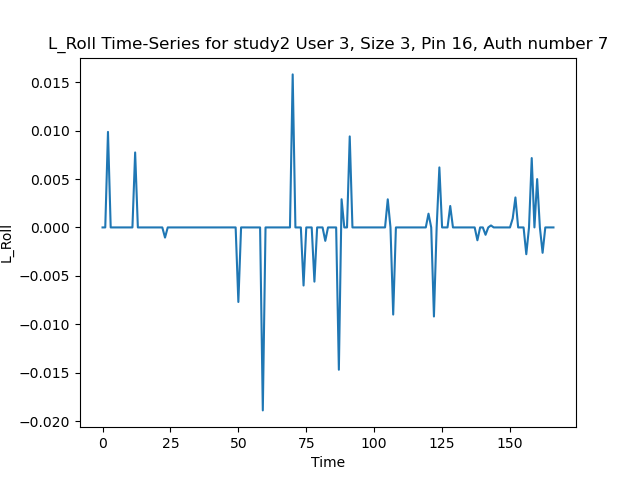 L_Roll Time-Series for study2 User 3, Size 3, Pin 16, Auth number 7
0.015
0.010
0.005
0.000
−0.005
−0.010
−0.015
−0.020
L_Roll
0 25 50 75 100 125 150
Time